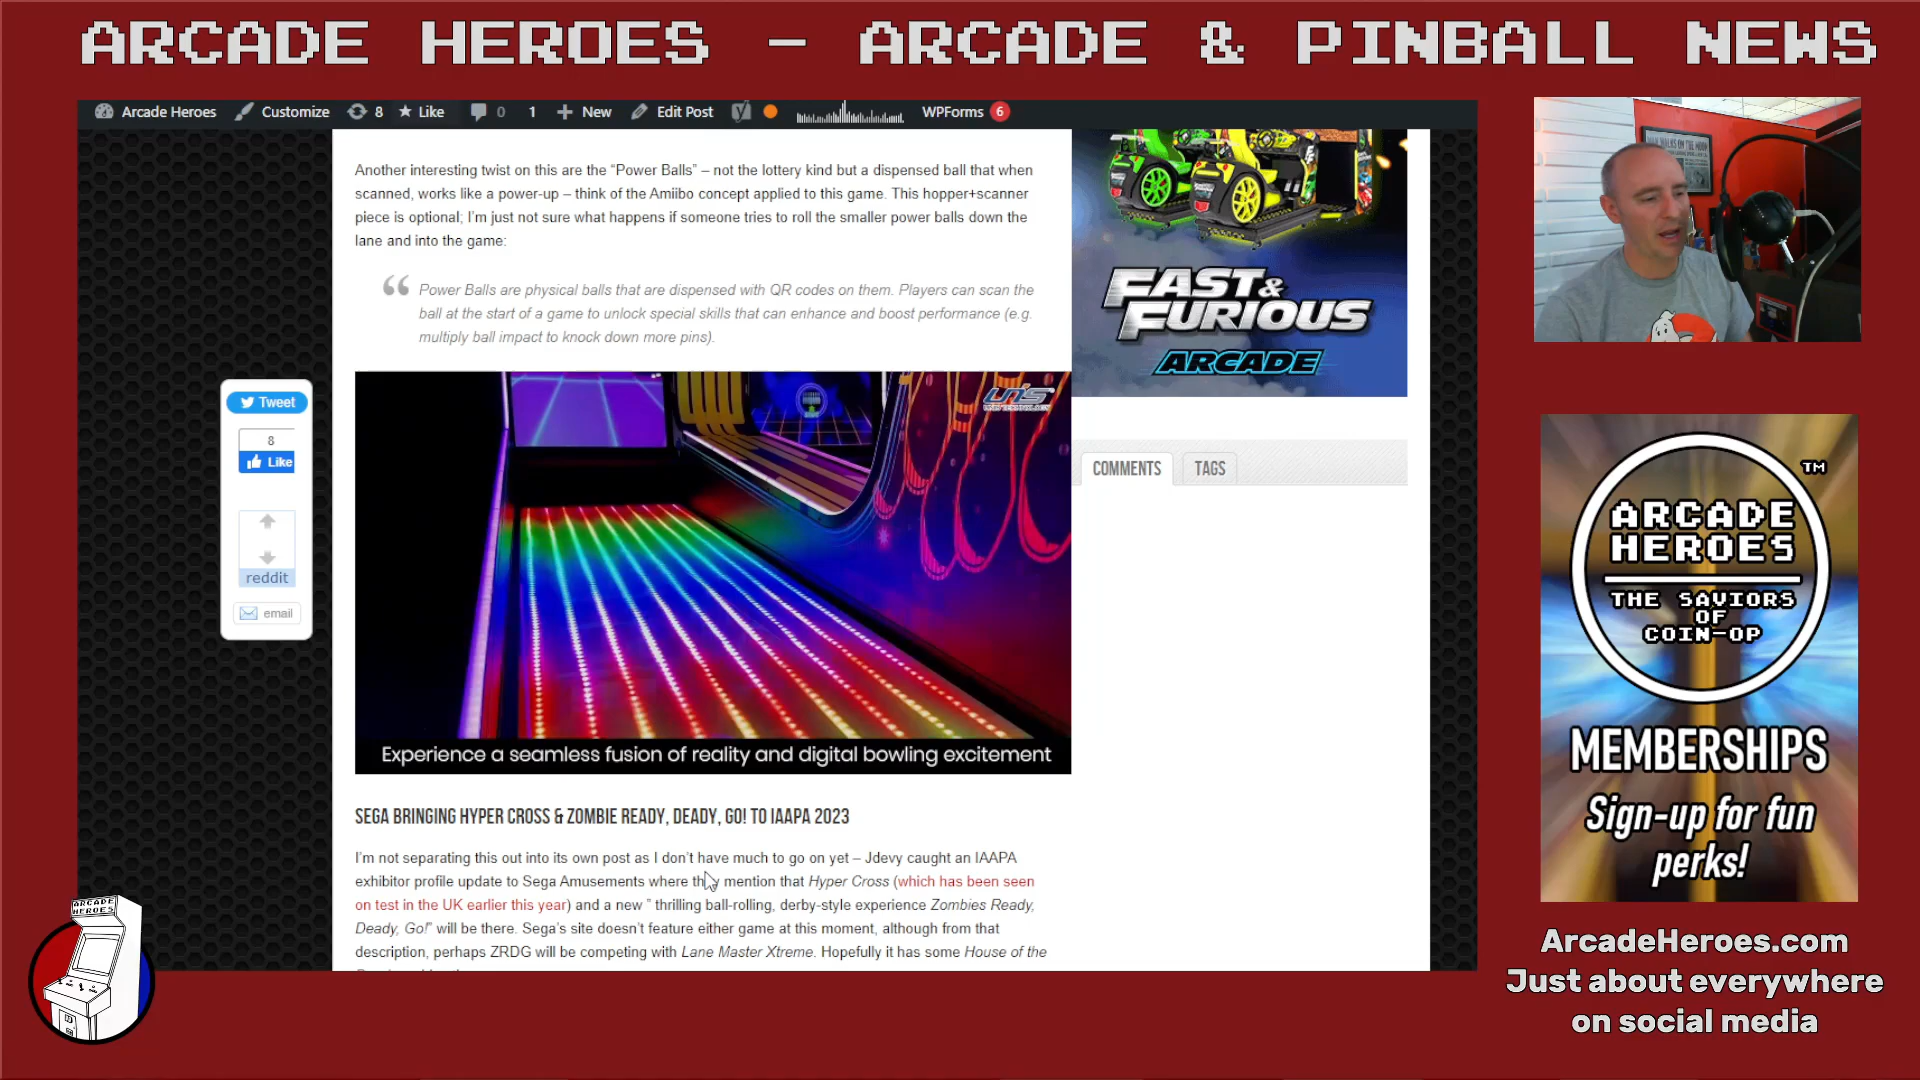 ARCADE HEROES - ARCADE & PINBALL NEWS
Arcade Heroes Customize 8 Like 0 1 New Edit Post WPForms 6
Another interesting twist on this are the “Power Balls” – not the lottery kind but a dispensed ball that when
scanned, works like a power-up – think of the Amiibo concept applied to this game. This hopper+scanner
piece is optional; I'm just not sure what happens if someone tries to roll the smaller power balls down the
lane and into the game:
“ Power Balls are physical balls that are dispensed with QR codes on them. Players can scan the
ball at the start of a game to unlock special skills that can enhance and boost performance (e.g.
multiply ball impact to knock down more pins).
Tweet
8
Like
reddit
email
UNIS
Experience a seamless fusion of reality and digital bowling excitement
SEGA BRINGING HYPER CROSS & ZOMBIE READY, DEADY, GO! TO IAAPA 2023
I'm not separating this out into its own post as I don't have much to go on yet – Jdevy caught an IAAPA
exhibitor profile update to Sega Amusements where they mention that Hyper Cross (which has been seen
on test in the UK earlier this year) and a new “ thrilling ball-rolling, derby-style experience Zombies Ready,
Deady, Go!” will be there. Sega's site doesn't feature either game at this moment, although from that
description, perhaps ZRDG will be competing with Lane Master Xtreme. Hopefully it has some House of the
FAST &
FURIOUS
ARCADE
COMMENTS TAGS
ARCADE
HEROES
TM
THE SAVIORS
OF
COIN-OP
MEMBERSHIPS
Sign-up for fun
perks!
ArcadeHeroes.com
Just about everywhere
on social media
ARCADE
HEROES